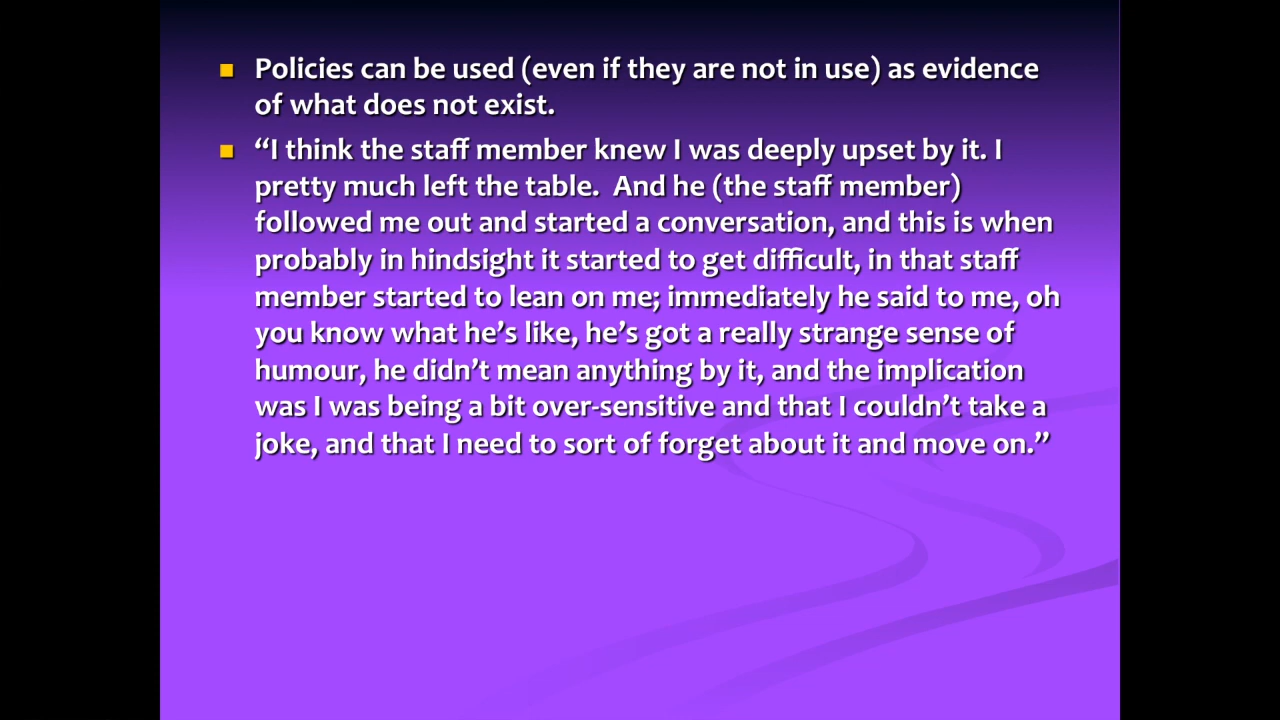 Policies can be used (even if they are not in use) as evidence
of what does not exist.
“I think the staff member knew I was deeply upset by it. I
pretty much left the table.  And he (the staff member)
followed me out and started a conversation, and this is when
probably in hindsight it started to get difficult, in that staff
member started to lean on me; immediately he said to me, oh
you know what he’s like, he’s got a really strange sense of
humour, he didn’t mean anything by it, and the implication
was I was being a bit over-sensitive and that I couldn’t take a
joke, and that I need to sort of forget about it and move on.”